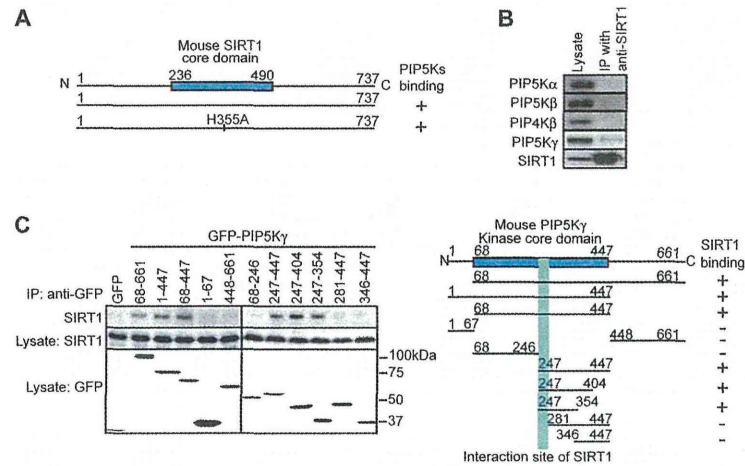 A
Mouse SIRT1
core domain
236 490
N 1 737 C
PIP5Ks
binding
1 737 +
H355A
1 737 +
B
Lysate
IP with
anti-SIRT1
PIP5Kα
PIP5Kβ
PIP4Kβ
PIP5Kγ
SIRT1
C
GFP-PIP5Kγ
IP: anti-GFP
GFP
68-661
1-447
68-447
1-67
448-661
68-246
247-447
247-404
247-354
281-447
346-447
SIRT1
Lysate: SIRT1
Lysate: GFP
100kDa
75
50
37
Mouse PIP5Kγ
Kinase core domain
1 68 447 661
N C
SIRT1
binding
68 661 +
1 447 +
68 447 +
1 67 -
448 661 -
68 246 -
247 447 +
247 404 +
247 354 +
281 447 -
346 447 -
Interaction site of SIRT1